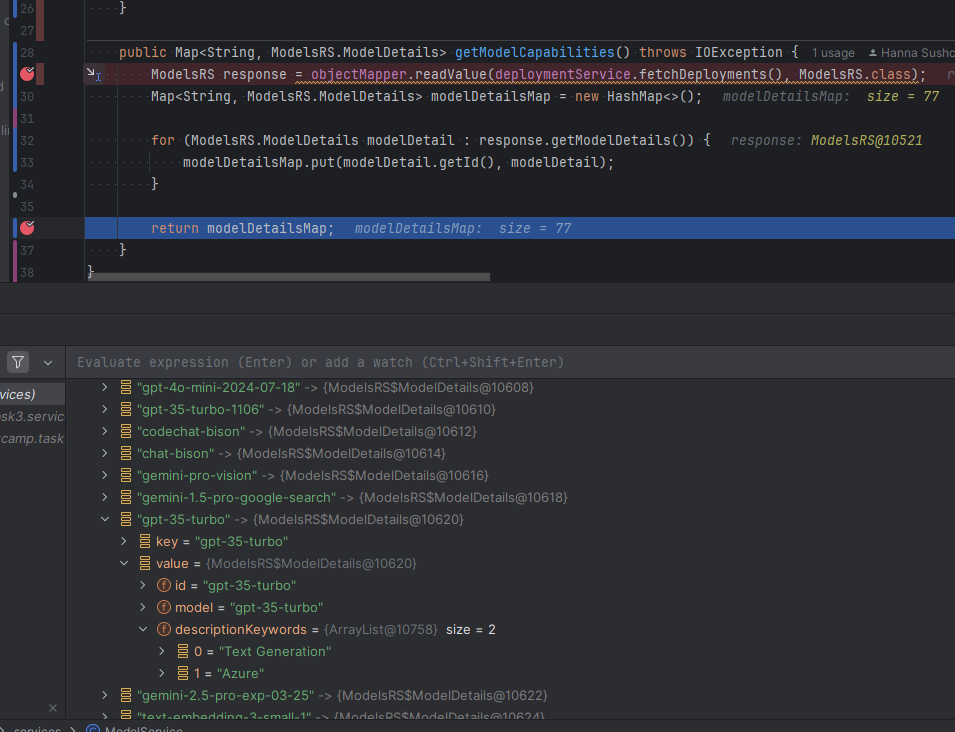 26 }
27
28 public Map<String, ModelsRS.ModelDetails> getModelCapabilities() throws IOException { 1 usage Hanna Sushc
ModelsRS response = objectMapper.readValue(deploymentService.fetchDeployments(), ModelsRS.class); r
30 Map<String, ModelsRS.ModelDetails> modelDetailsMap = new HashMap<>(); modelDetailsMap: size = 77
31
32 for (ModelsRS.ModelDetails modelDetail : response.getModelDetails()) { response: ModelsRS@10521
33 modelDetailsMap.put(modelDetail.getId(), modelDetail);
34 }
35
return modelDetailsMap; modelDetailsMap: size = 77
37 }
38 }
Evaluate expression (Enter) or add a watch (Ctrl+Shift+Enter)
vices)
sk3.servic
camp.task
"gpt-4o-mini-2024-07-18" -> {ModelsRS$ModelDetails@10608}
"gpt-35-turbo-1106" -> {ModelsRS$ModelDetails@10610}
"codechat-bison" -> {ModelsRS$ModelDetails@10612}
"chat-bison" -> {ModelsRS$ModelDetails@10614}
"gemini-pro-vision" -> {ModelsRS$ModelDetails@10616}
"gemini-1.5-pro-google-search" -> {ModelsRS$ModelDetails@10618}
"gpt-35-turbo" -> {ModelsRS$ModelDetails@10620}
key = "gpt-35-turbo"
value = {ModelsRS$ModelDetails@10620}
f id = "gpt-35-turbo"
f model = "gpt-35-turbo"
f descriptionKeywords = {ArrayList@10758} size = 2
0 = "Text Generation"
1 = "Azure"
"gemini-2.5-pro-exp-03-25" -> {ModelsRS$ModelDetails@10622}
"text-embedding-3-small-1" -> {ModelsRS$ModelDetails@10624}
services > C ModelService